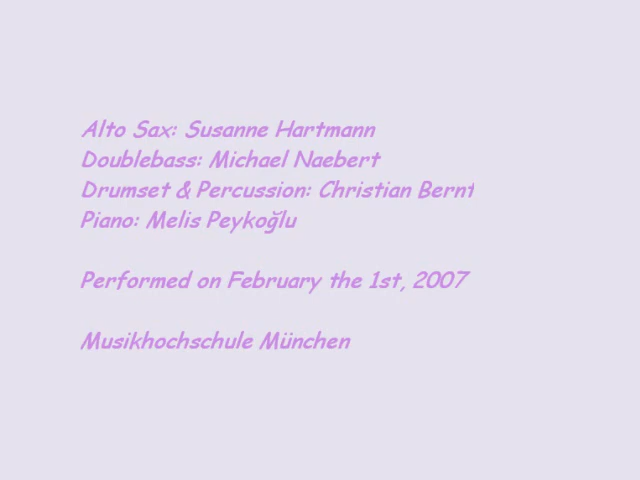 Alto Sax: Susanne Hartmann
Doublebass: Michael Naebert
Drumset & Percussion: Christian Bernt
Piano: Melis Peykoğlu
Performed on February the 1st, 2007
Musikhochschule München